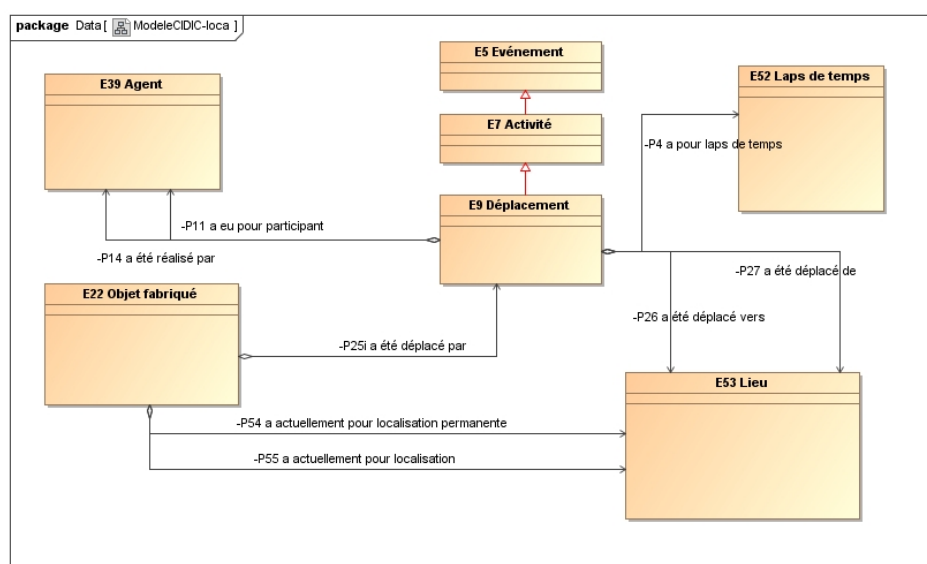 package Data [ ModeleCIDIC-loca ]
E5 Evénement
E39 Agent
E52 Laps de temps
E7 Activité
-P4 a pour laps de temps
E9 Déplacement
-P11 a eu pour participant
-P14 a été réalisé par
-P27 a été déplacé de
E22 Objet fabriqué
-P26 a été déplacé vers
-P25i a été déplacé par
E53 Lieu
-P54 a actuellement pour localisation permanente
-P55 a actuellement pour localisation